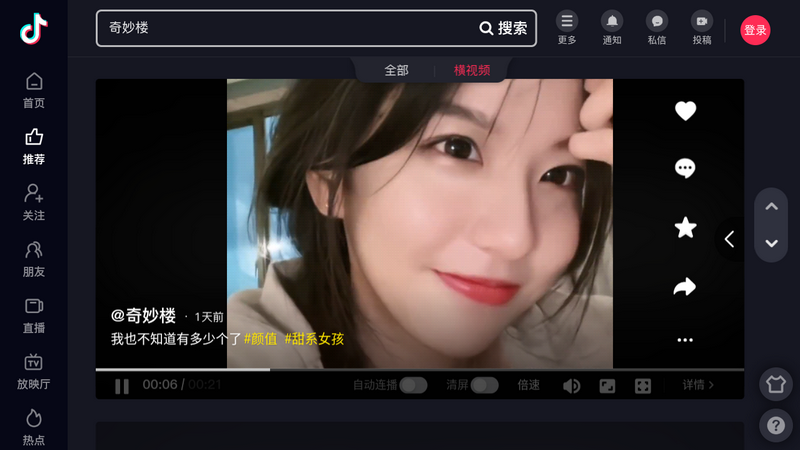 奇妙楼
搜索
更多
通知
私信
投稿
登录
全部
横视频
首页
推荐
关注
朋友
直播
TV
放映厅
热点
@奇妙楼 · 1天前
我也不知道有多少个了 #颜值 #甜系女孩
00:06 / 00:21
自动连播
清屏
倍速
详情